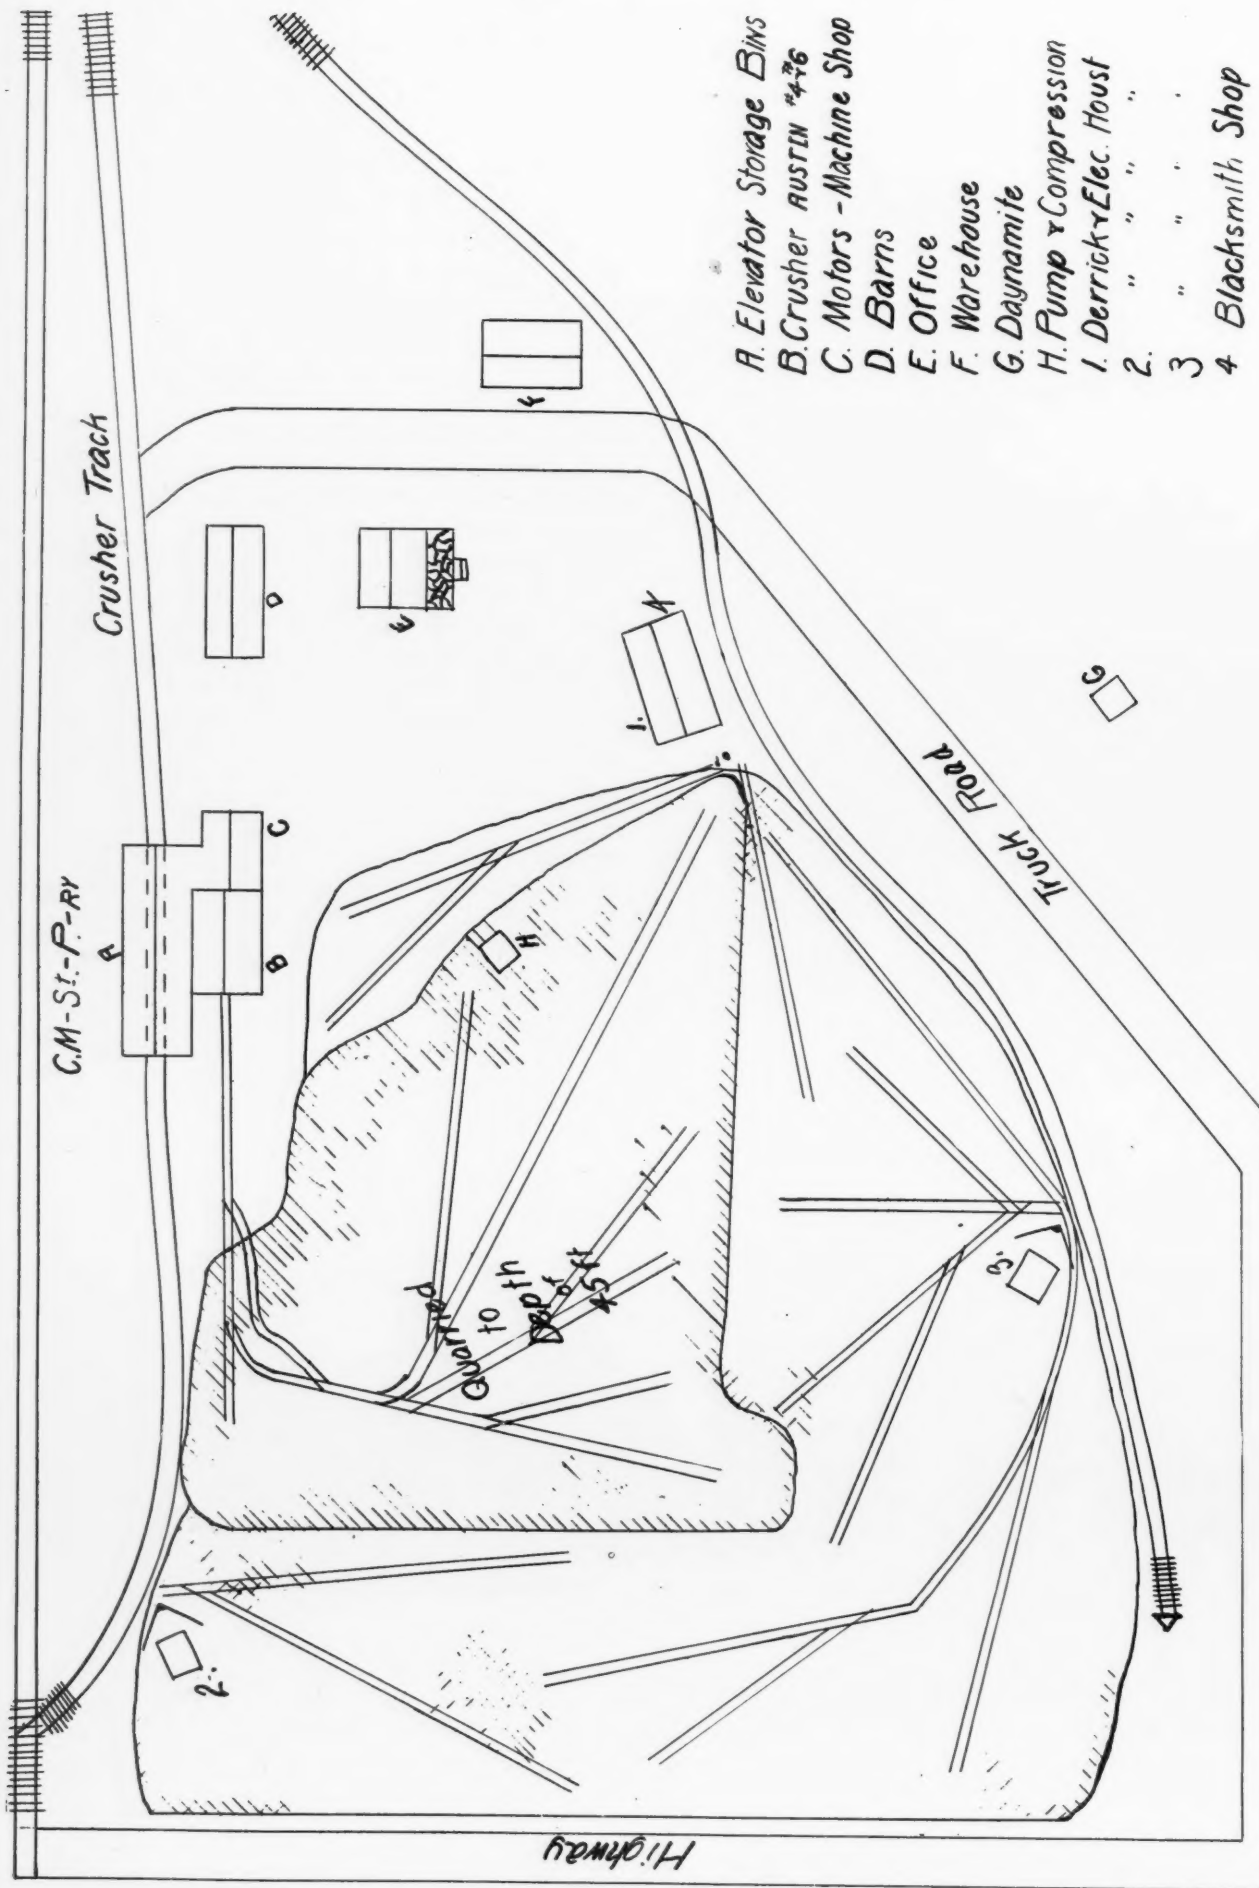 C.M-St.-P.-RY
Crusher Track
A
B
C
D
E
4
1.
K
H
Quarried
to
Depth
of
45 ft
2.
3.
G
Truck Road
Highway
A. Elevator Storage Bins
B. Crusher AUSTIN #4+6
C. Motors - Machine Shop
D. Barns
E. Office
F. Warehouse
G. Daynamite
H. Pump & Compression
1. Derrick & Elec. Houst
2. " " " "
3 " " " "
4 Blacksmith Shop